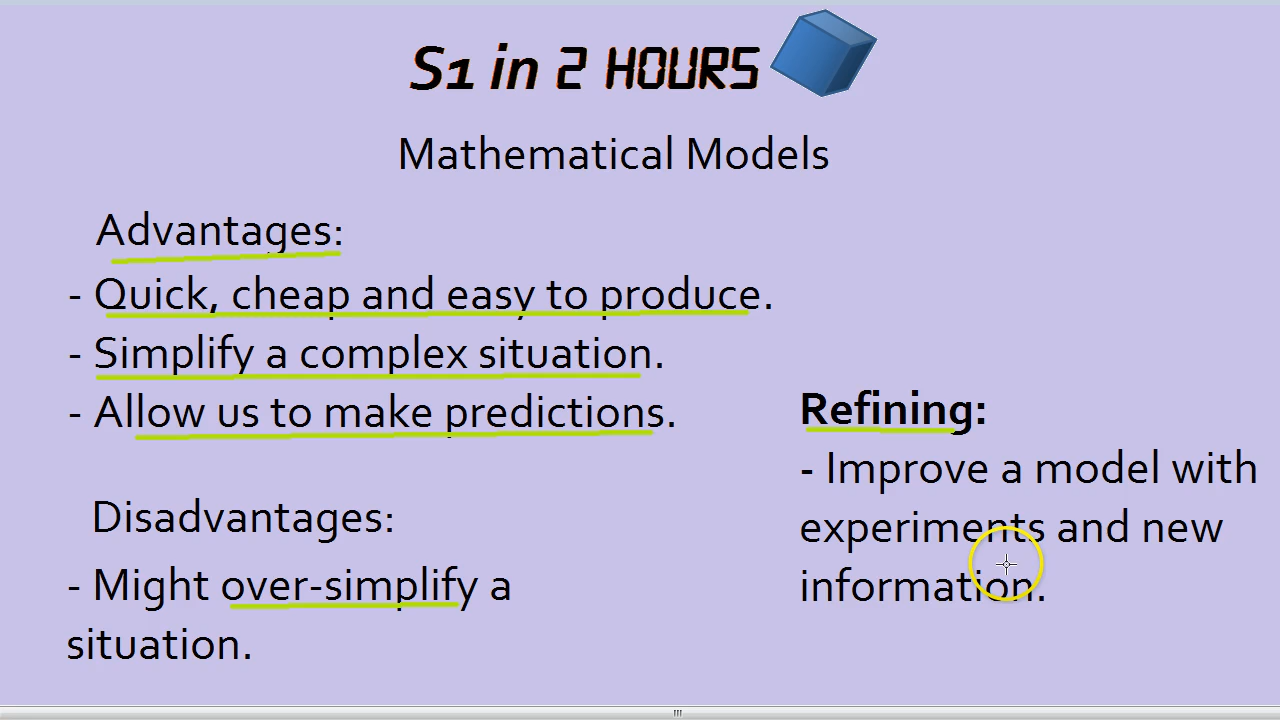 S1 in 2 HOURS
Mathematical Models
Advantages:
- Quick, cheap and easy to produce.
- Simplify a complex situation.
- Allow us to make predictions.
Disadvantages:
- Might over-simplify a
situation.
Refining:
- Improve a model with
experiments and new
information.